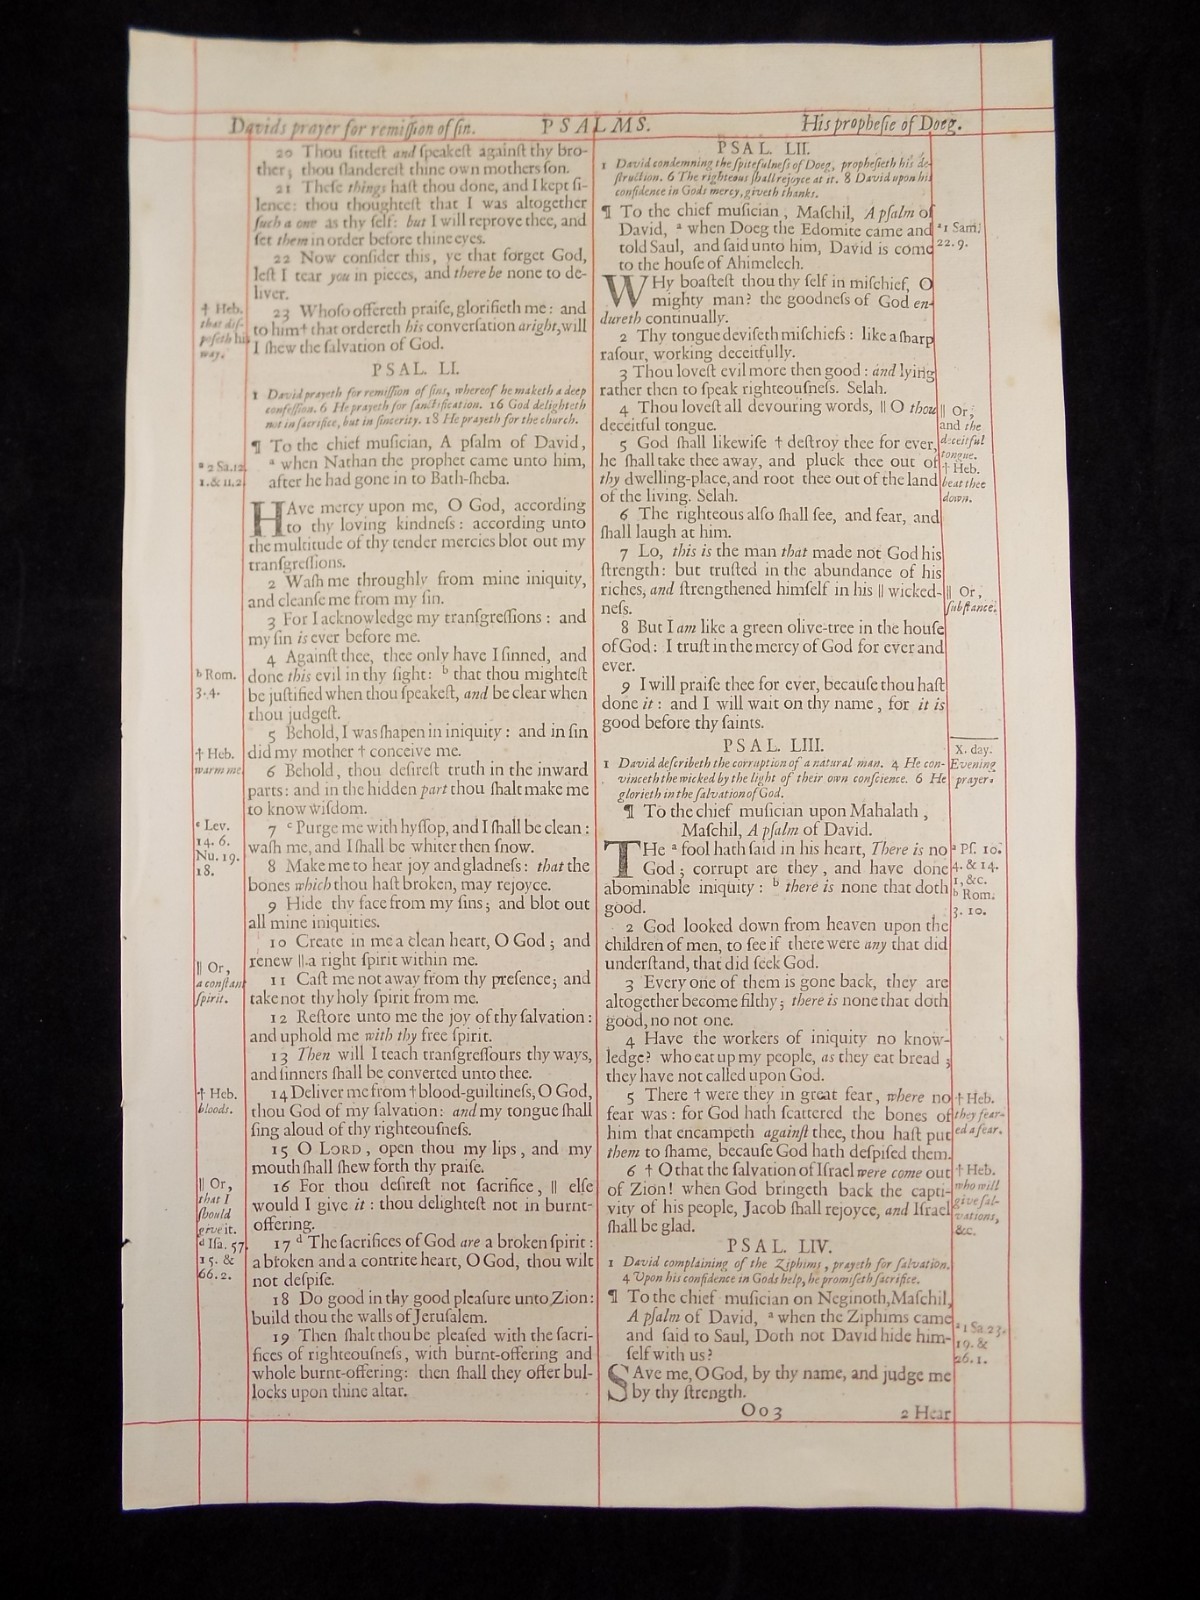 Davids prayer for remiſſion of ſin. PSALMS. His propheſie of Doeg.
20 Thou ſitteſt and ſpeakeſt againſt thy bro-
ther; thou ſlandereſt thine own mothers ſon.
21 Theſe things haſt thou done, and I kept ſi-
lence: thou thoughteſt that I was altogether
ſuch a one as thy ſelf: but I will reprove thee, and
ſet them in order before thine eyes.
22 Now conſider this, ye that forget God,
leſt I tear you in pieces, and there be none to de-
liver.
23 Whoſo offereth praiſe, glorifieth me: and
to him † that ordereth his converſation aright, will
I ſhew the ſalvation of God.
† Heb.
that diſ-
poſeth his
way.
PSAL. LI.
1 David prayeth for remiſſion of ſins, whereof he maketh a deep
confeſſion. 6 He prayeth for ſanctification. 16 God delighteth
not in ſacrifice, but in ſincerity. 18 He prayeth for the church.
¶ To the chief muſician, A pſalm of David,
ᵃ when Nathan the prophet came unto him,
after he had gone in to Bath-ſheba.
ᵃ 2 Sa. 12.
1. & 11. 2.
HAve mercy upon me, O God, according
to thy loving kindneſs: according unto
the multitude of thy tender mercies blot out my
tranſgreſſions.
2 Waſh me throughly from mine iniquity,
and cleanſe me from my ſin.
3 For I acknowledge my tranſgreſſions: and
my ſin is ever before me.
4 Againſt thee, thee only have I ſinned, and
done this evil in thy ſight: ᵇ that thou mighteſt
be juſtified when thou ſpeakeſt, and be clear when
thou judgeſt.
ᵇ Rom.
3. 4.
5 Behold, I was ſhapen in iniquity: and in ſin
did my mother † conceive me.
† Heb.
warm me.
6 Behold, thou deſireſt truth in the inward
parts: and in the hidden part thou ſhalt make me
to know wiſdom.
7 ᶜ Purge me with hyſſop, and I ſhall be clean:
waſh me, and I ſhall be whiter then ſnow.
ᶜ Lev.
14. 6.
Nu. 19.
18.
8 Make me to hear joy and gladneſs: that the
bones which thou haſt broken, may rejoyce.
9 Hide thy face from my ſins; and blot out
all mine iniquities.
10 Create in me a clean heart, O God; and
renew || a right ſpirit within me.
|| Or,
a conſtant
ſpirit.
11 Caſt me not away from thy preſence; and
take not thy holy ſpirit from me.
12 Reſtore unto me the joy of thy ſalvation:
and uphold me with thy free ſpirit.
13 Then will I teach tranſgreſſours thy ways,
and ſinners ſhall be converted unto thee.
14 Deliver me from † blood-guiltineſs, O God,
thou God of my ſalvation: and my tongue ſhall
ſing aloud of thy righteouſneſs.
† Heb.
bloods.
15 O LORD, open thou my lips, and my
mouth ſhall ſhew forth thy praiſe.
16 For thou deſireſt not ſacrifice, || elſe
would I give it: thou delighteſt not in burnt-
offering.
|| Or,
that I
ſhould
give it.
17 ᵈ The ſacrifices of God are a broken ſpirit:
a broken and a contrite heart, O God, thou wilt
not deſpiſe.
ᵈ Iſa. 57.
15. &
66. 2.
18 Do good in thy good pleaſure unto Zion:
build thou the walls of Jeruſalem.
19 Then ſhalt thou be pleaſed with the ſacri-
fices of righteouſneſs, with burnt-offering and
whole burnt-offering: then ſhall they offer bul-
locks upon thine altar.
PSAL. LII.
1 David condemning the ſpitefulneſs of Doeg, propheſieth his de-
ſtruction. 6 The righteous ſhall rejoyce at it. 8 David upon his
confidence in Gods mercy, giveth thanks.
¶ To the chief muſician, Maſchil, A pſalm of
David, ᵃ when Doeg the Edomite came and
told Saul, and ſaid unto him, David is come
to the houſe of Ahimelech.
ᵃ 1 Sam.
22. 9.
WHy boaſteſt thou thy ſelf in miſchief, O
mighty man? the goodneſs of God en-
dureth continually.
2 Thy tongue deviſeth miſchiefs: like a ſharp
raſour, working deceitfully.
3 Thou loveſt evil more then good: and lying
rather then to ſpeak righteouſneſs. Selah.
4 Thou loveſt all devouring words, || O thou
deceitful tongue.
|| Or,
and the
deceitful
tongue.
5 God ſhall likewiſe † deſtroy thee for ever,
he ſhall take thee away, and pluck thee out of
thy dwelling-place, and root thee out of the land
of the living. Selah.
† Heb.
beat thee
down.
6 The righteous alſo ſhall ſee, and fear, and
ſhall laugh at him.
7 Lo, this is the man that made not God his
ſtrength: but truſted in the abundance of his
riches, and ſtrengthened himſelf in his || wicked-
neſs.
|| Or,
ſubſtance.
8 But I am like a green olive-tree in the houſe
of God: I truſt in the mercy of God for ever and
ever.
9 I will praiſe thee for ever, becauſe thou haſt
done it: and I will wait on thy name, for it is
good before thy ſaints.
PSAL. LIII.
X. day.
Evening
prayer.
1 David deſcribeth the corruption of a natural man. 4 He con-
vinceth the wicked by the light of their own conſcience. 6 He
glorieth in the ſalvation of God.
¶ To the chief muſician upon Mahalath,
Maſchil, A pſalm of David.
THe ᵃ fool hath ſaid in his heart, There is no
God; corrupt are they, and have done
abominable iniquity: ᵇ there is none that doth
good.
ᵃ Pſ. 10.
4. & 14.
1, &c.
ᵇ Rom.
3. 10.
2 God looked down from heaven upon the
children of men, to ſee if there were any that did
underſtand, that did ſeek God.
3 Every one of them is gone back, they are
altogether become filthy; there is none that doth
good, no not one.
4 Have the workers of iniquity no know-
ledge? who eat up my people, as they eat bread;
they have not called upon God.
5 There † were they in great fear, where no
fear was: for God hath ſcattered the bones of
him that encampeth againſt thee, thou haſt put
them to ſhame, becauſe God hath deſpiſed them.
† Heb.
they fear-
ed a fear.
6 † O that the ſalvation of Iſrael were come out
of Zion! when God bringeth back the capti-
vity of his people, Jacob ſhall rejoyce, and Iſrael
ſhall be glad.
† Heb.
who will
give ſal-
vations,
&c.
PSAL. LIV.
1 David complaining of the Ziphims, prayeth for ſalvation.
4 Upon his confidence in Gods help, he promiſeth ſacrifice.
¶ To the chief muſician on Neginoth, Maſchil,
A pſalm of David, ᵃ when the Ziphims came
and ſaid to Saul, Doth not David hide him-
ſelf with us?
ᵃ 1 Sa. 23.
19. &
26. 1.
SAve me, O God, by thy name, and judge me
by thy ſtrength.
Ooo 3 2 Hear